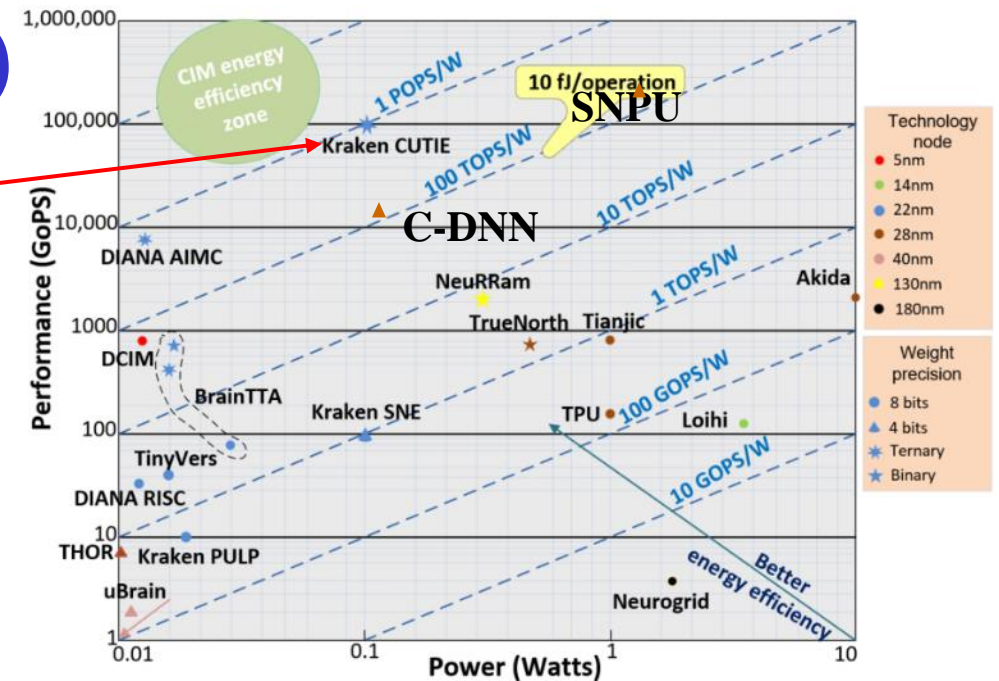 1,000,000
100,000
10,000
1000
100
10
1
Performance (GoPS)
0.01
0.1
1
10
Power (Watts)
CIM energy
efficiency
zone
1 POPS/W
10 fJ/operation
SNPU
Kraken CUTIE
100 TOPS/W
10 TOPS/W
C-DNN
DIANA AIMC
NeuRRam
1 TOPS/W
Akida
TrueNorth
Tianjic
DCIM
BrainTTA
Kraken SNE
TPU
100 GOPS/W
Loihi
TinyVers
10 GOPS/W
DIANA RISC
THOR
Kraken PULP
uBrain
Neurogrid
Better
energy efficiency
Technology
node
5nm
14nm
22nm
28nm
40nm
130nm
180nm
Weight
precision
8 bits
4 bits
Ternary
Binary